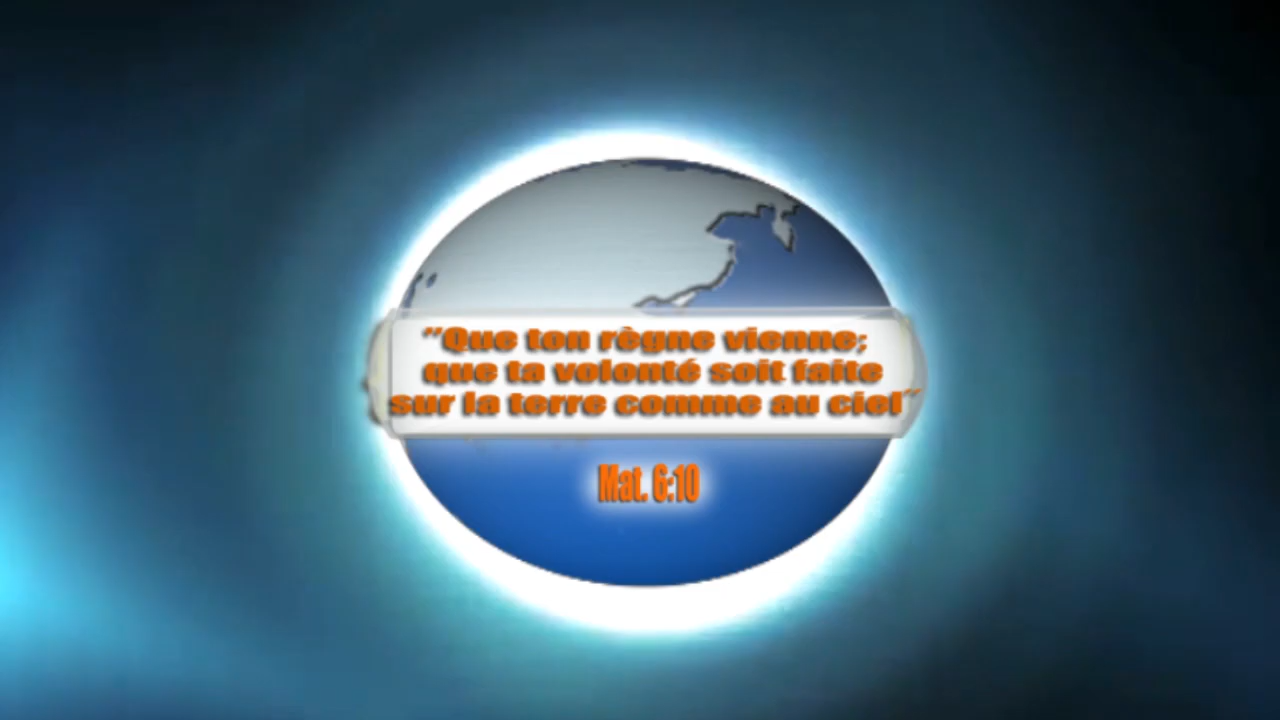 "Que ton règne vienne;
que ta volonté soit faite
sur la terre comme au ciel"
Mat. 6:10